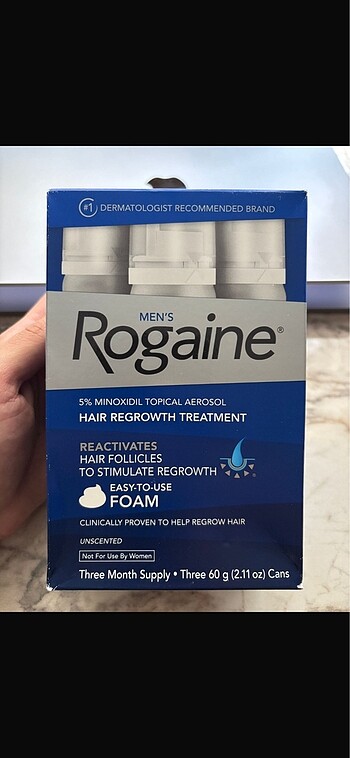 #1 DERMATOLOGIST RECOMMENDED BRAND
MEN'S
Rogaine®
5% MINOXIDIL TOPICAL AEROSOL
HAIR REGROWTH TREATMENT
REACTIVATES
HAIR FOLLICLES
TO STIMULATE REGROWTH
EASY-TO-USE
FOAM
CLINICALLY PROVEN TO HELP REGROW HAIR
UNSCENTED
Not For Use By Women
Three Month Supply • Three 60 g (2.11 oz) Cans